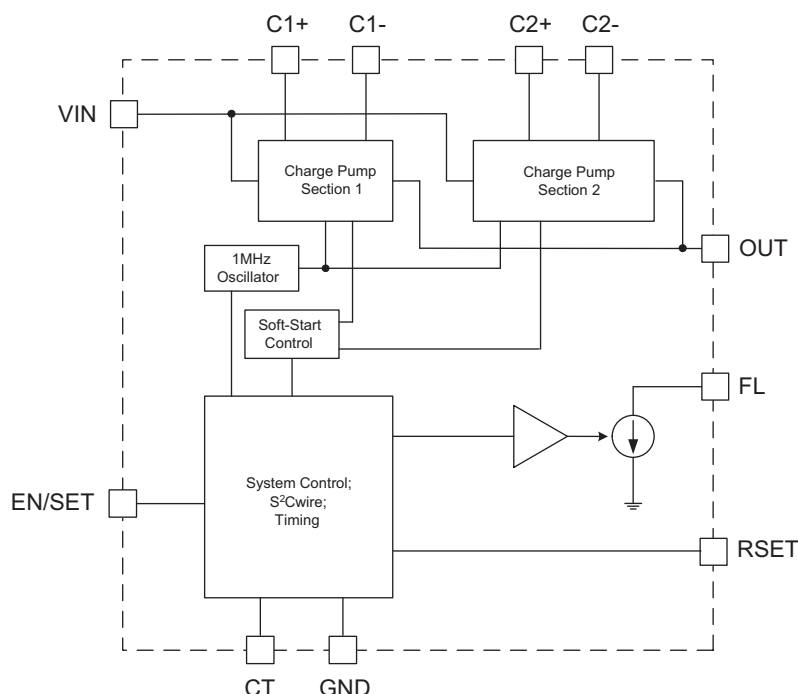 C1+ C1- C2+ C2-
VIN
Charge Pump
Section 1
Charge Pump
Section 2
1MHz
Oscillator
OUT
Soft-Start
Control
FL
System Control;
S²Cwire;
Timing
EN/SET
RSET
CT GND